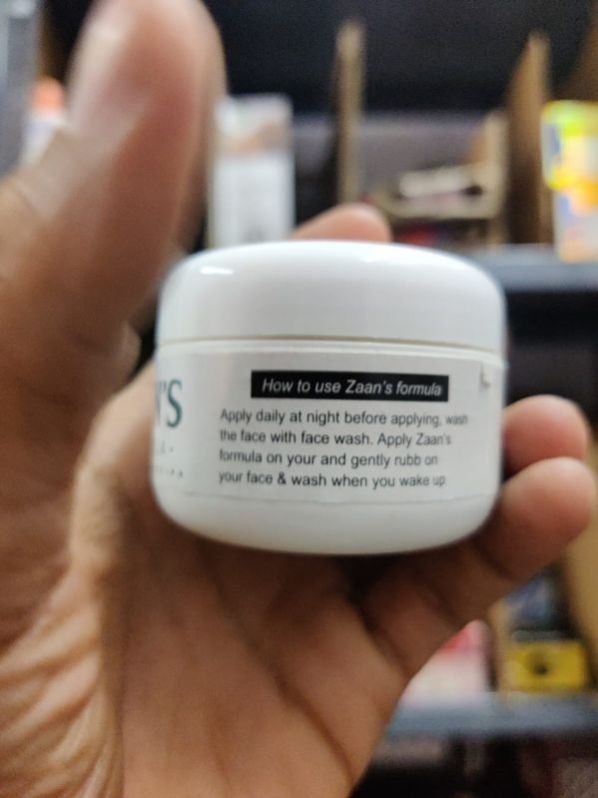 How to use Zaan's formula
Apply daily at night before applying, wash
the face with face wash. Apply Zaan's
formula on your and gently rubb on
your face & wash when you wake up
'S